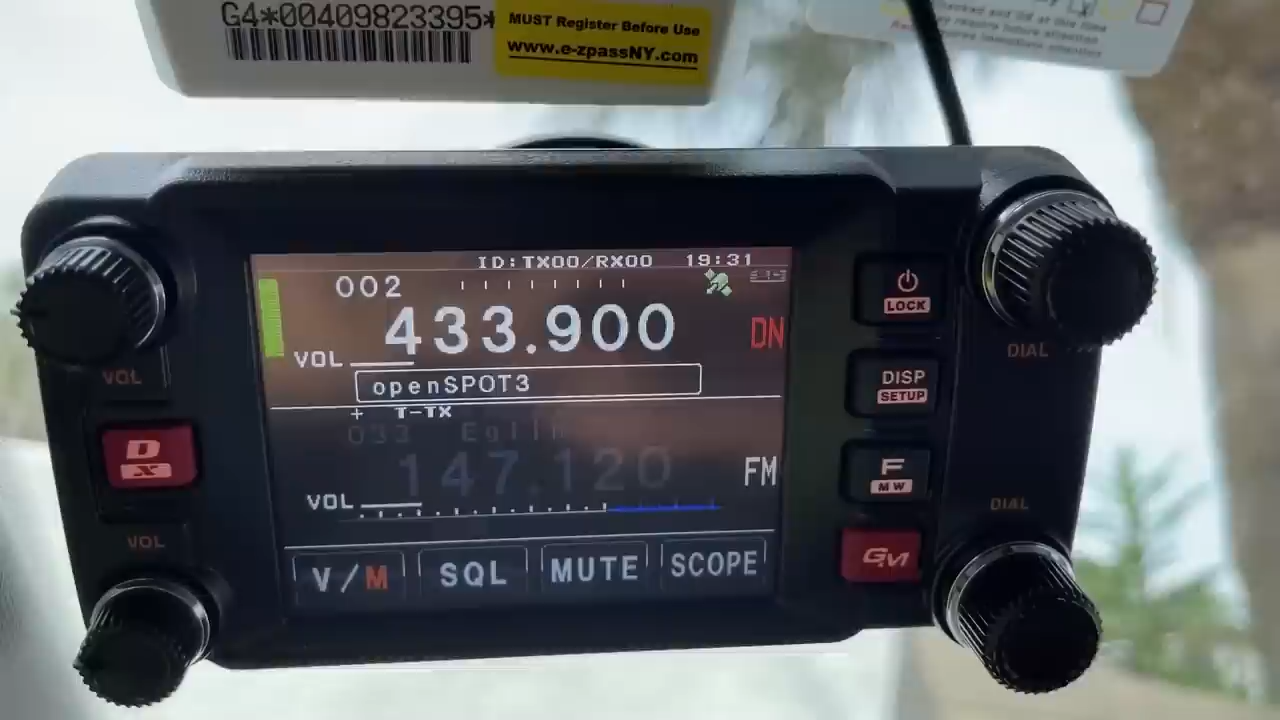 G4*00409823395*
MUST Register Before Use
www.e-zpassNY.com
ID:TX00/RX00 19:31
002
433.900
DN
VOL
openSPOT3
+ T-TX
033 Eglin
147.120
FM
VOL
V/M SQL MUTE SCOPE
VOL
D
X
VOL
LOCK
DISP
SETUP
F
MW
GM
DIAL
DIAL